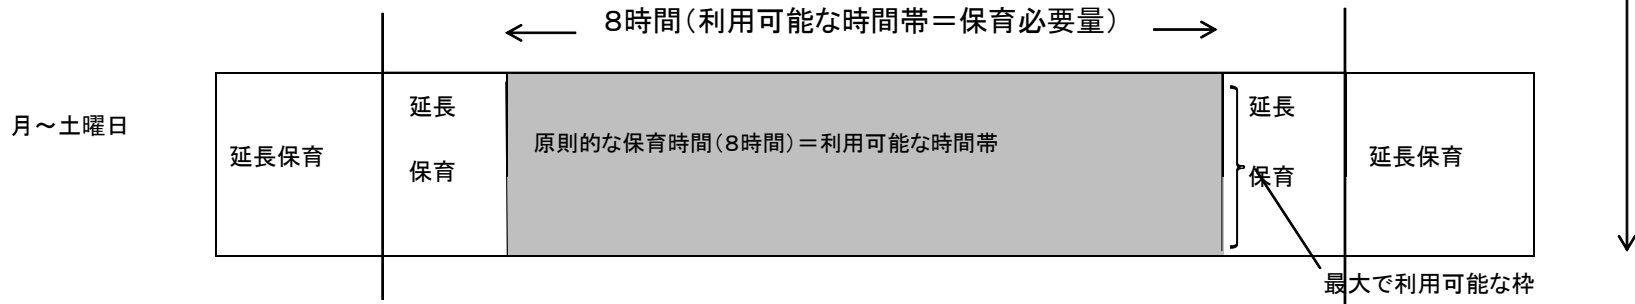 8時間(利用可能な時間帯=保育必要量)
月~土曜日
延長保育
延長
保育
原則的な保育時間(8時間)=利用可能な時間帯
延長
保育
延長保育
最大で利用可能な枠